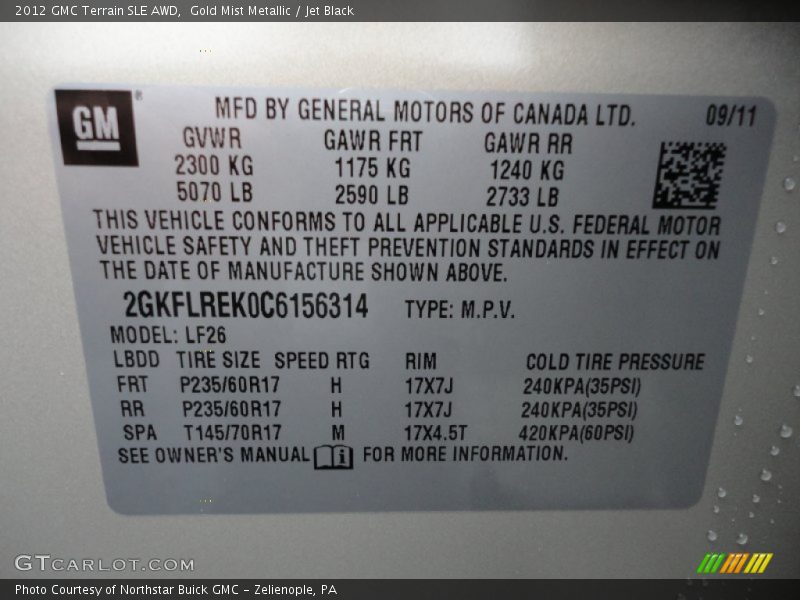 2012 GMC Terrain SLE AWD,  Gold Mist Metallic / Jet Black
GM®
MFD BY GENERAL MOTORS OF CANADA LTD. 09/11
GVWR GAWR FRT GAWR RR
2300 KG 1175 KG 1240 KG
5070 LB 2590 LB 2733 LB
THIS VEHICLE CONFORMS TO ALL APPLICABLE U.S. FEDERAL MOTOR
VEHICLE SAFETY AND THEFT PREVENTION STANDARDS IN EFFECT ON
THE DATE OF MANUFACTURE SHOWN ABOVE.
2GKFLREK0C6156314 TYPE: M.P.V.
MODEL: LF26
LBDD TIRE SIZE SPEED RTG RIM COLD TIRE PRESSURE
FRT P235/60R17 H 17X7J 240KPA(35PSI)
RR P235/60R17 H 17X7J 240KPA(35PSI)
SPA T145/70R17 M 17X4.5T 420KPA(60PSI)
SEE OWNER'S MANUAL i FOR MORE INFORMATION.
GTCARLOT.COM
Photo Courtesy of Northstar Buick GMC - Zelienople, PA